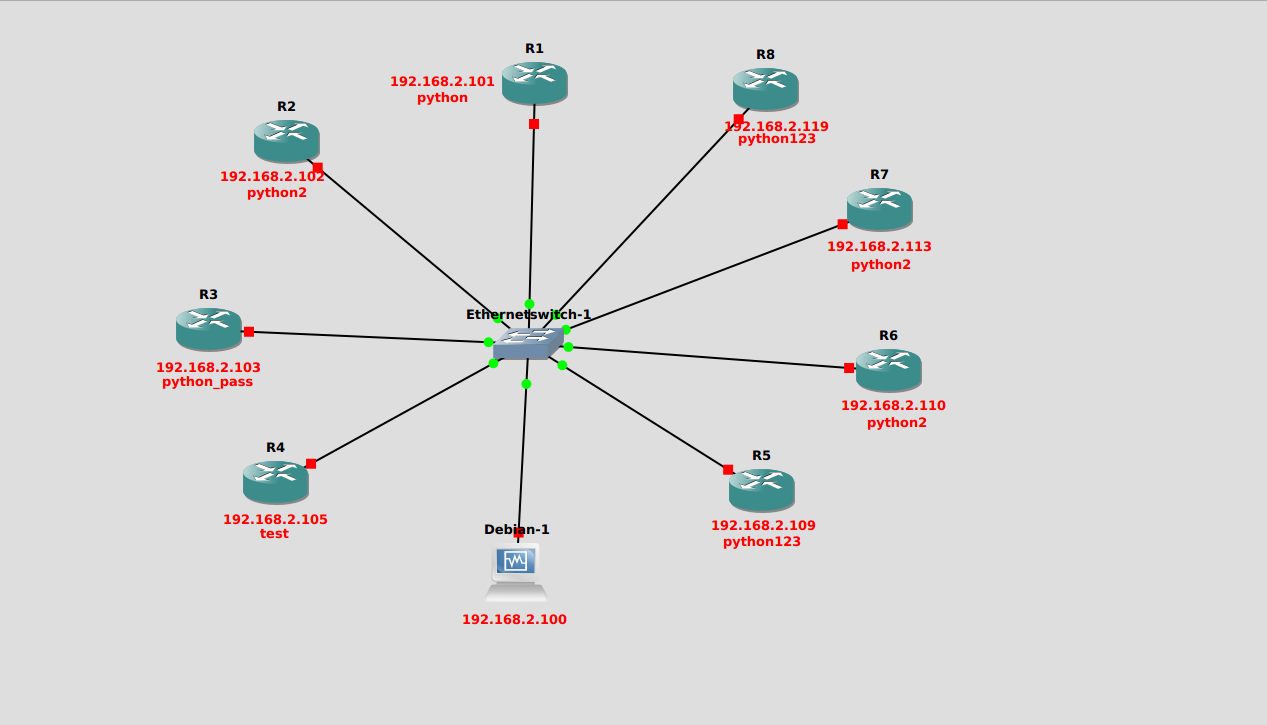 R1
192.168.2.101
python
R8
192.168.2.119
python123
R2
192.168.2.102
python2
R7
192.168.2.113
python2
R3
192.168.2.103
python_pass
Ethernetswitch-1
R6
192.168.2.110
python2
R4
192.168.2.105
test
R5
192.168.2.109
python123
Debian-1
192.168.2.100